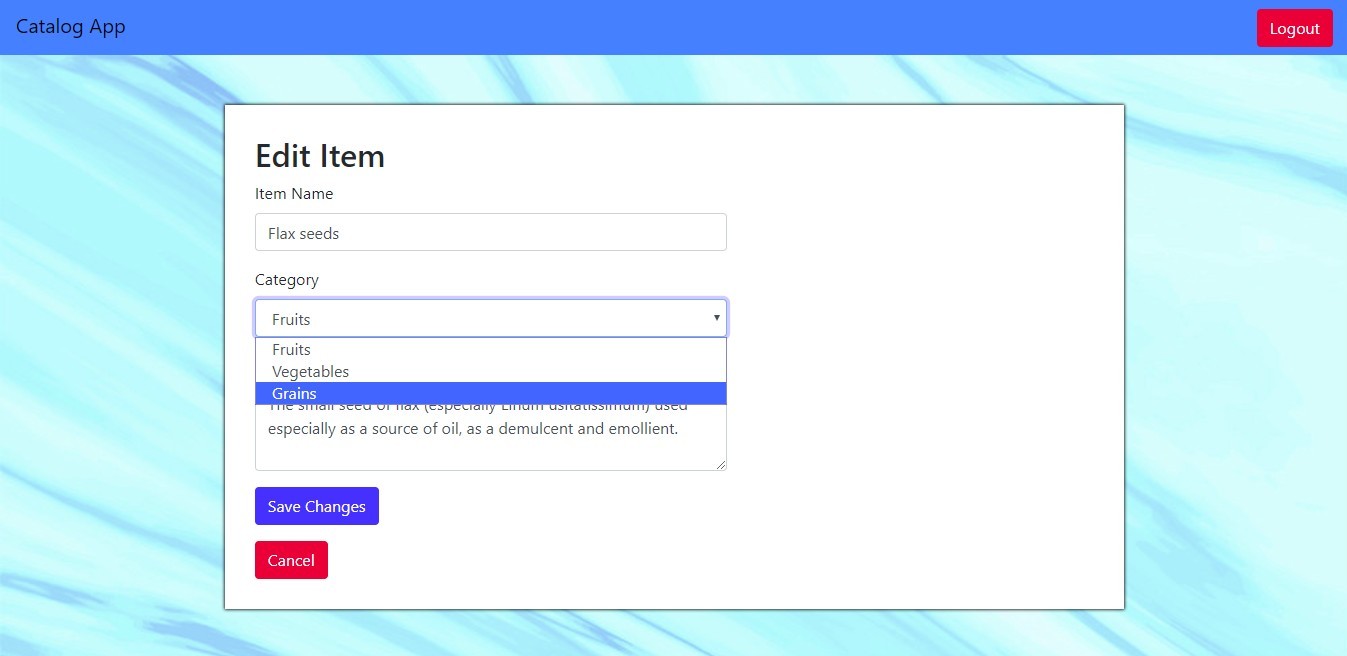 Catalog App
Logout
Edit Item
Item Name
Flax seeds
Category
Fruits
Fruits
Vegetables
Grains
The small seed of flax (especially Linum usitatissimum) used
especially as a source of oil, as a demulcent and emollient.
Save Changes
Cancel